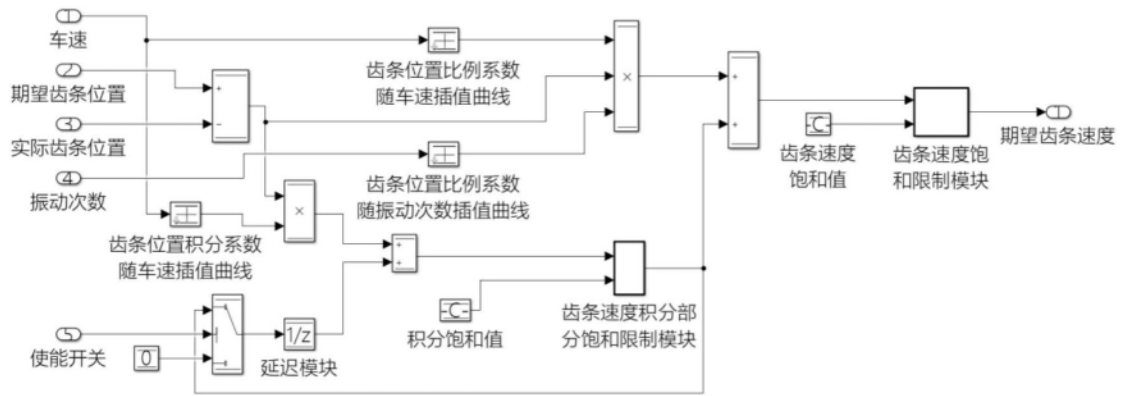 1
车速
2
期望齿条位置
3
实际齿条位置
4
振动次数
+
−
齿条位置比例系数
随车速插值曲线
齿条位置比例系数
随振动次数插值曲线
×
×
齿条位置积分系数
随车速插值曲线
+
+
+
+
-C-
齿条速度
饱和值
齿条速度饱
和限制模块
1
期望齿条速度
-C-
积分饱和值
齿条速度积分部
分饱和限制模块
5
使能开关
0
1/z
延迟模块